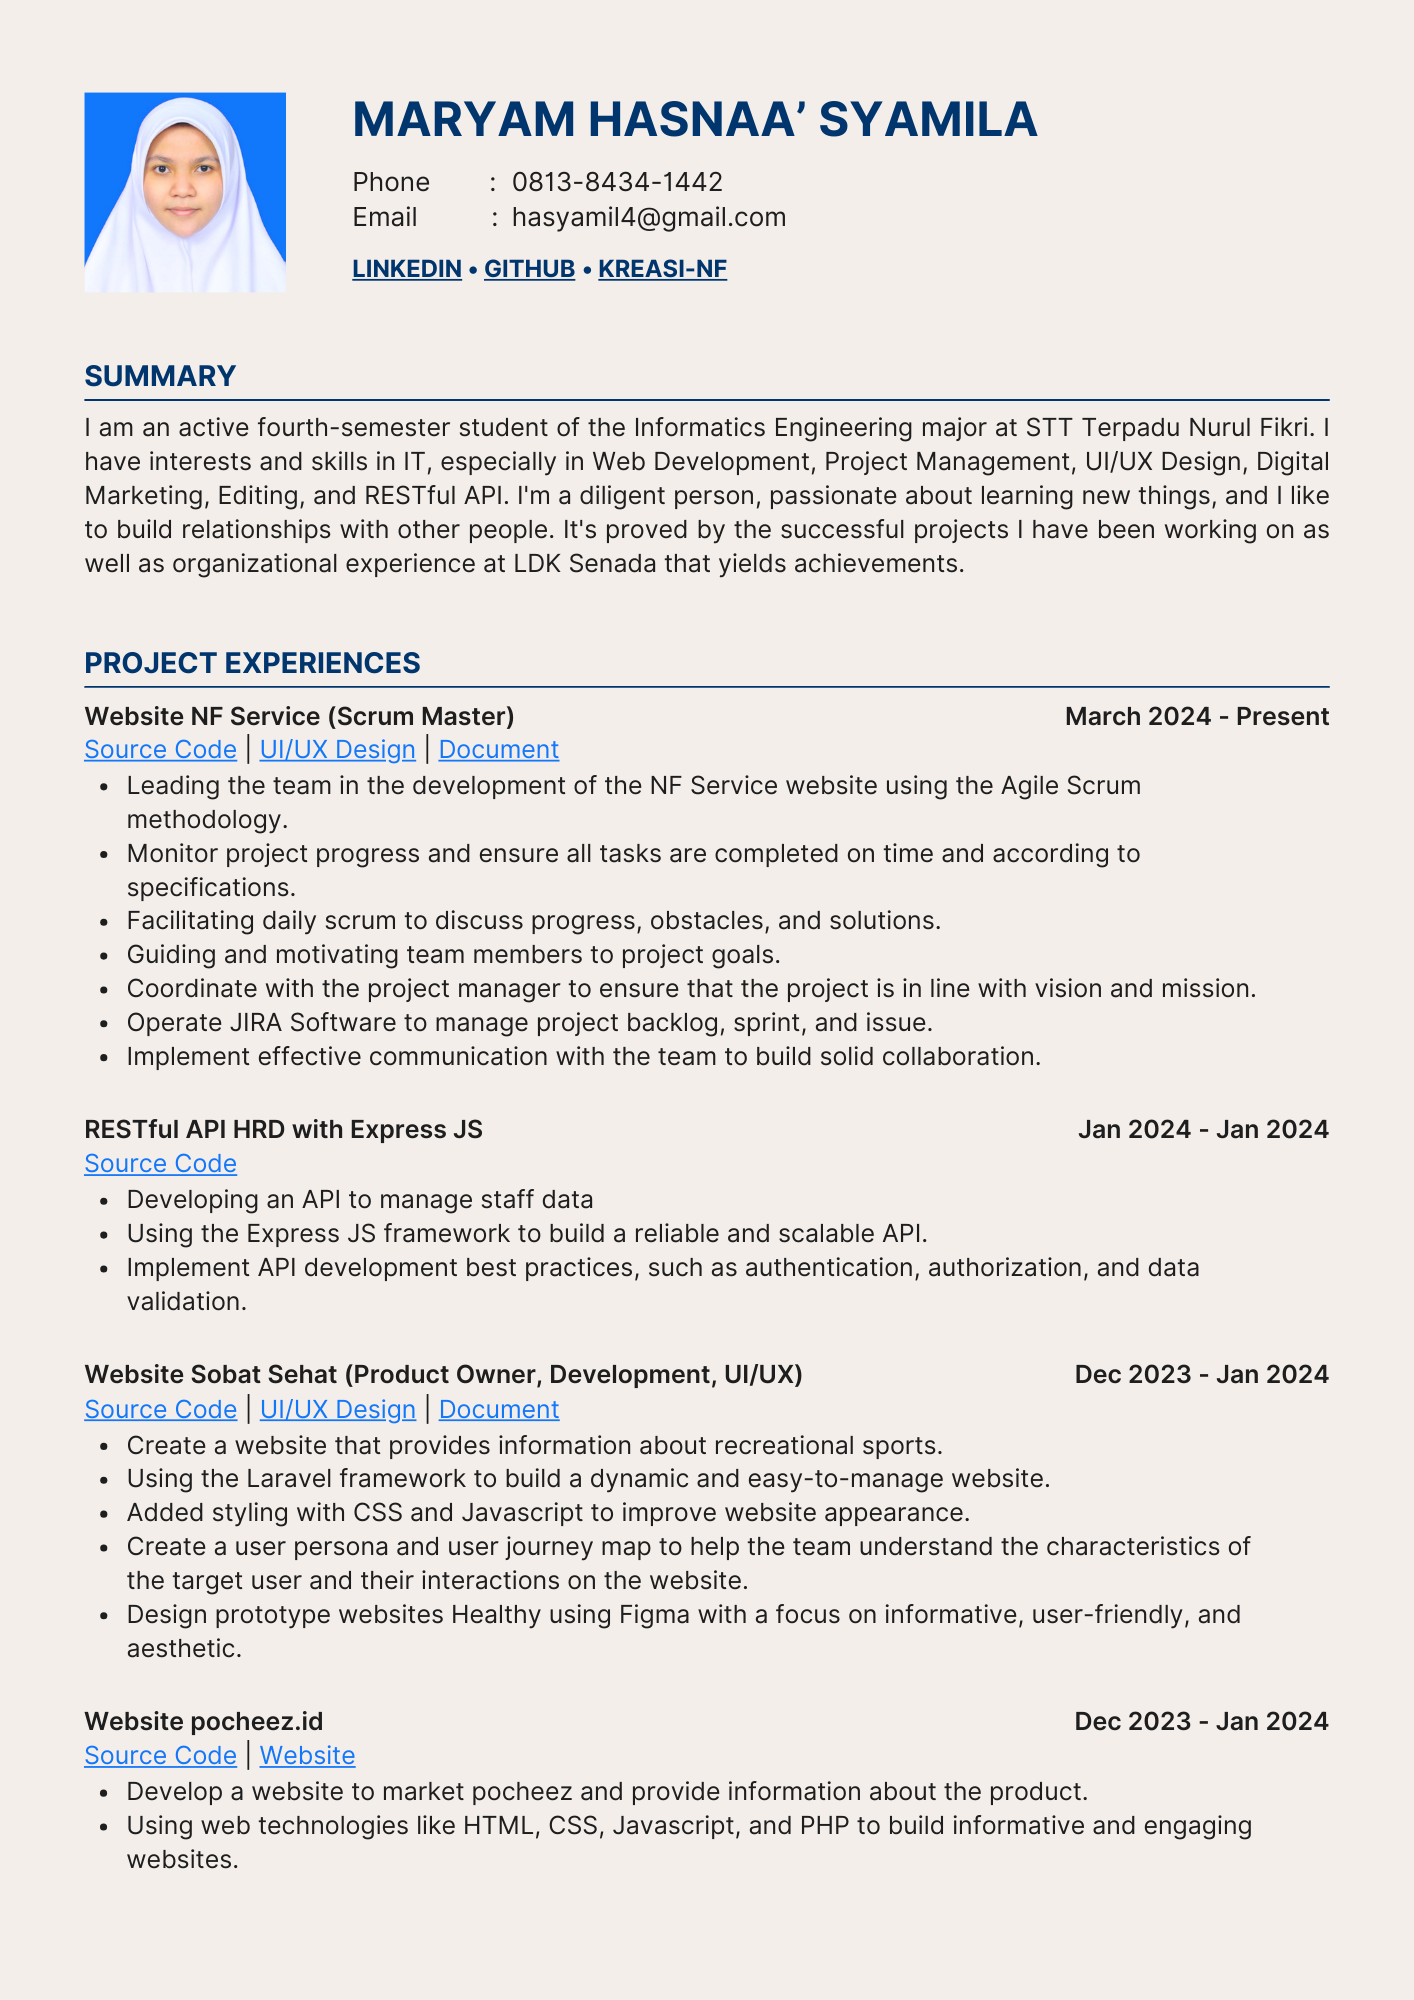 MARYAM HASNAA’ SYAMILA
Phone : 0813-8434-1442
Email : hasyamil4@gmail.com
LINKEDIN • GITHUB • KREASI-NF
SUMMARY
I am an active fourth-semester student of the Informatics Engineering major at STT Terpadu Nurul Fikri. I
have interests and skills in IT, especially in Web Development, Project Management, UI/UX Design, Digital
Marketing, Editing, and RESTful API. I'm a diligent person, passionate about learning new things, and I like
to build relationships with other people. It's proved by the successful projects I have been working on as
well as organizational experience at LDK Senada that yields achievements.
PROJECT EXPERIENCES
Website NF Service (Scrum Master) March 2024 - Present
Source Code | UI/UX Design | Document
• Leading the team in the development of the NF Service website using the Agile Scrum
methodology.
• Monitor project progress and ensure all tasks are completed on time and according to
specifications.
• Facilitating daily scrum to discuss progress, obstacles, and solutions.
• Guiding and motivating team members to project goals.
• Coordinate with the project manager to ensure that the project is in line with vision and mission.
• Operate JIRA Software to manage project backlog, sprint, and issue.
• Implement effective communication with the team to build solid collaboration.
RESTful API HRD with Express JS Jan 2024 - Jan 2024
Source Code
• Developing an API to manage staff data
• Using the Express JS framework to build a reliable and scalable API.
• Implement API development best practices, such as authentication, authorization, and data
validation.
Website Sobat Sehat (Product Owner, Development, UI/UX) Dec 2023 - Jan 2024
Source Code | UI/UX Design | Document
• Create a website that provides information about recreational sports.
• Using the Laravel framework to build a dynamic and easy-to-manage website.
• Added styling with CSS and Javascript to improve website appearance.
• Create a user persona and user journey map to help the team understand the characteristics of
the target user and their interactions on the website.
• Design prototype websites Healthy using Figma with a focus on informative, user-friendly, and
aesthetic.
Website pocheez.id Dec 2023 - Jan 2024
Source Code | Website
• Develop a website to market pocheez and provide information about the product.
• Using web technologies like HTML, CSS, Javascript, and PHP to build informative and engaging
websites.